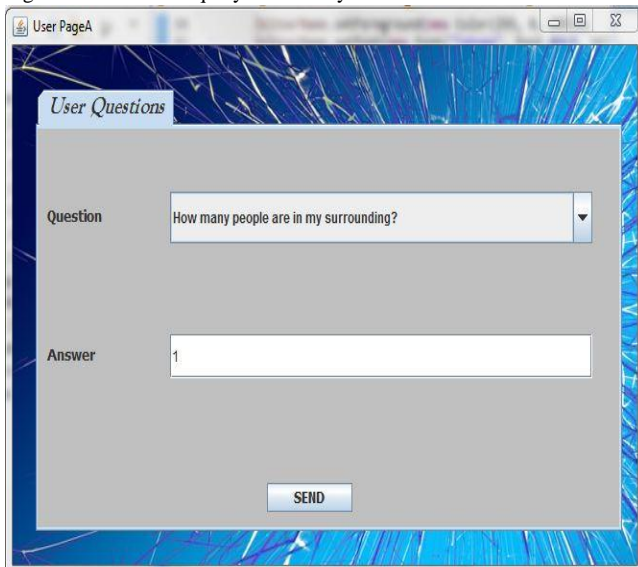 User PageA
User Questions
Question
How many people are in my surrounding?
Answer
1
SEND